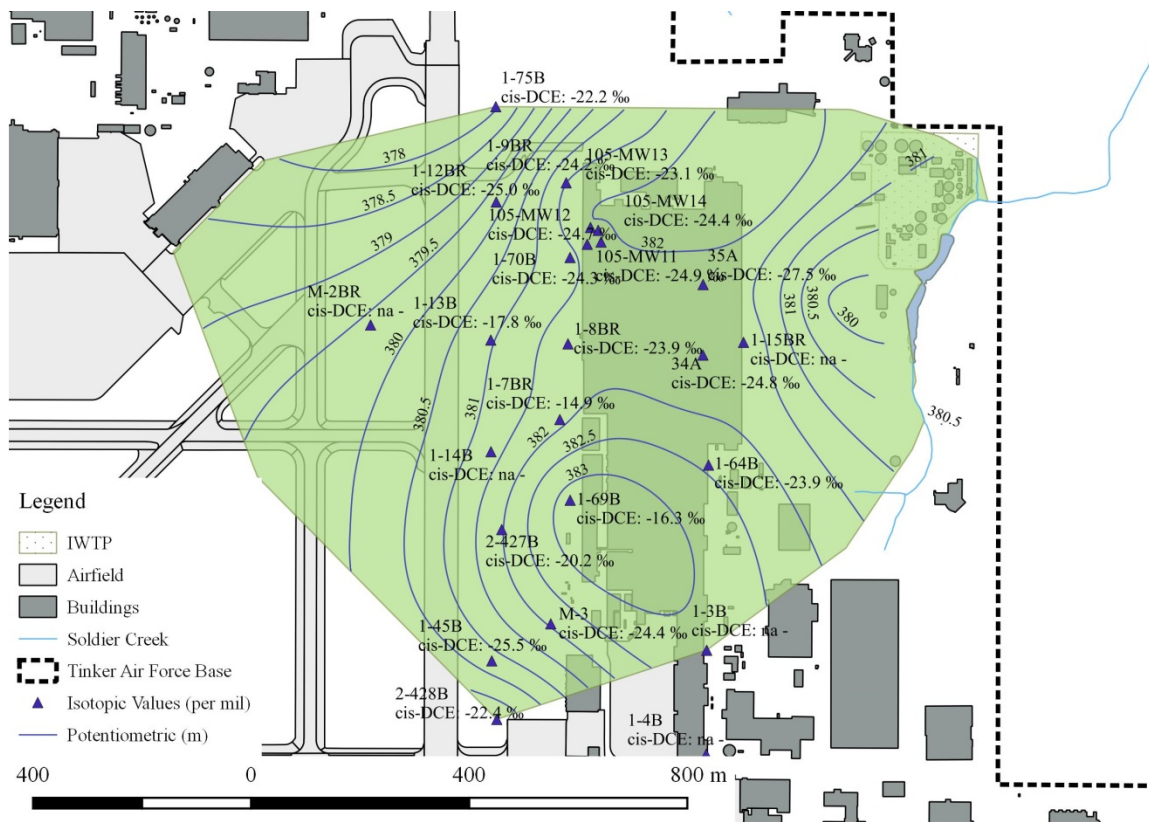 1-75B
cis-DCE: -22.2 ‰
378
1-9BR
cis-DCE: -24.2 ‰
105-MW13
cis-DCE: -23.1 ‰
381
1-12BR
cis-DCE: -25.0 ‰
378.5
105-MW14
cis-DCE: -24.4 ‰
105-MW12
cis-DCE: -24.7 ‰
382
379
379.5
1-70B
cis-DCE: -24.3 ‰
105-MW11
cis-DCE: -24.9 ‰
35A
cis-DCE: -27.5 ‰
M-2BR
cis-DCE: na -
1-13B
cis-DCE: -17.8 ‰
381
380.5
380
380
1-8BR
cis-DCE: -23.9 ‰
1-15BR
cis-DCE: na -
34A
cis-DCE: -24.8 ‰
1-7BR
cis-DCE: -14.9 ‰
380.5
381
382
382.5
380.5
1-14B
cis-DCE: na -
383
1-64B
cis-DCE: -23.9 ‰
1-69B
cis-DCE: -16.3 ‰
2-427B
cis-DCE: -20.2 ‰
M-3
cis-DCE: -24.4 ‰
1-3B
cis-DCE: na -
1-45B
cis-DCE: -25.5 ‰
2-428B
cis-DCE: -22.4 ‰
1-4B
cis-DCE: na -
Legend
IWTP
Airfield
Buildings
Soldier Creek
Tinker Air Force Base
Isotopic Values (per mil)
Potentiometric (m)
400 0 400 800 m